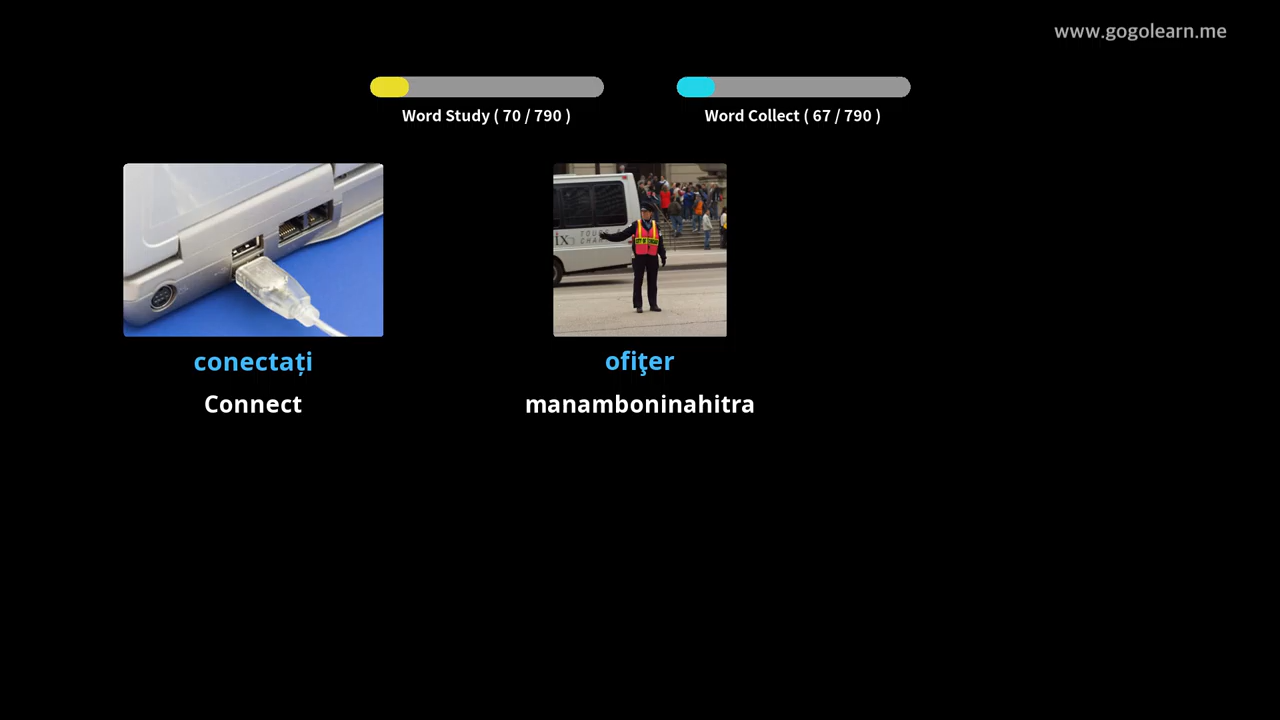 www.gogolearn.me
Word Study ( 70 / 790 )
Word Collect ( 67 / 790 )
conectați
Connect
ofiţer
manamboninahitra